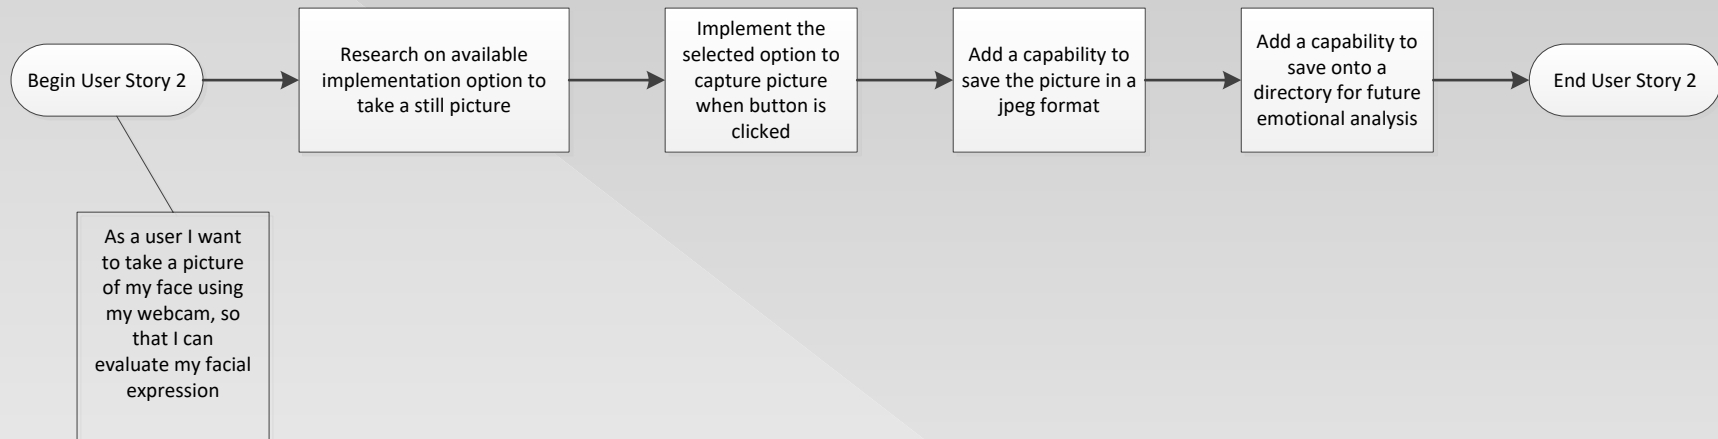 Begin User Story 2
Research on available
implementation option to
take a still picture
Implement the
selected option to
capture picture
when button is
clicked
Add a capability to
save the picture in a
jpeg format
Add a capability to
save onto a
directory for future
emotional analysis
End User Story 2
As a user I want
to take a picture
of my face using
my webcam, so
that I can
evaluate my facial
expression